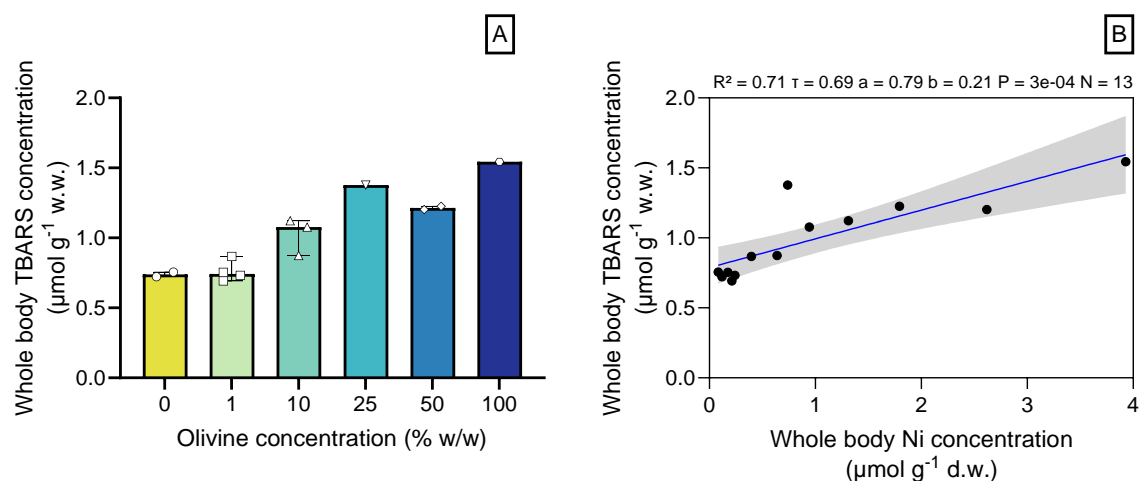 A
Whole body TBARS concentration
(µmol g⁻¹ w.w.)
2.0
1.5
1.0
0.5
0.0
0 1 10 25 50 100
Olivine concentration (% w/w)
B
R² = 0.71 τ = 0.69 a = 0.79 b = 0.21 P = 3e-04 N = 13
Whole body TBARS concentration
(µmol g⁻¹ w.w.)
2.0
1.5
1.0
0.5
0.0
0 1 2 3 4
Whole body Ni concentration
(µmol g⁻¹ d.w.)